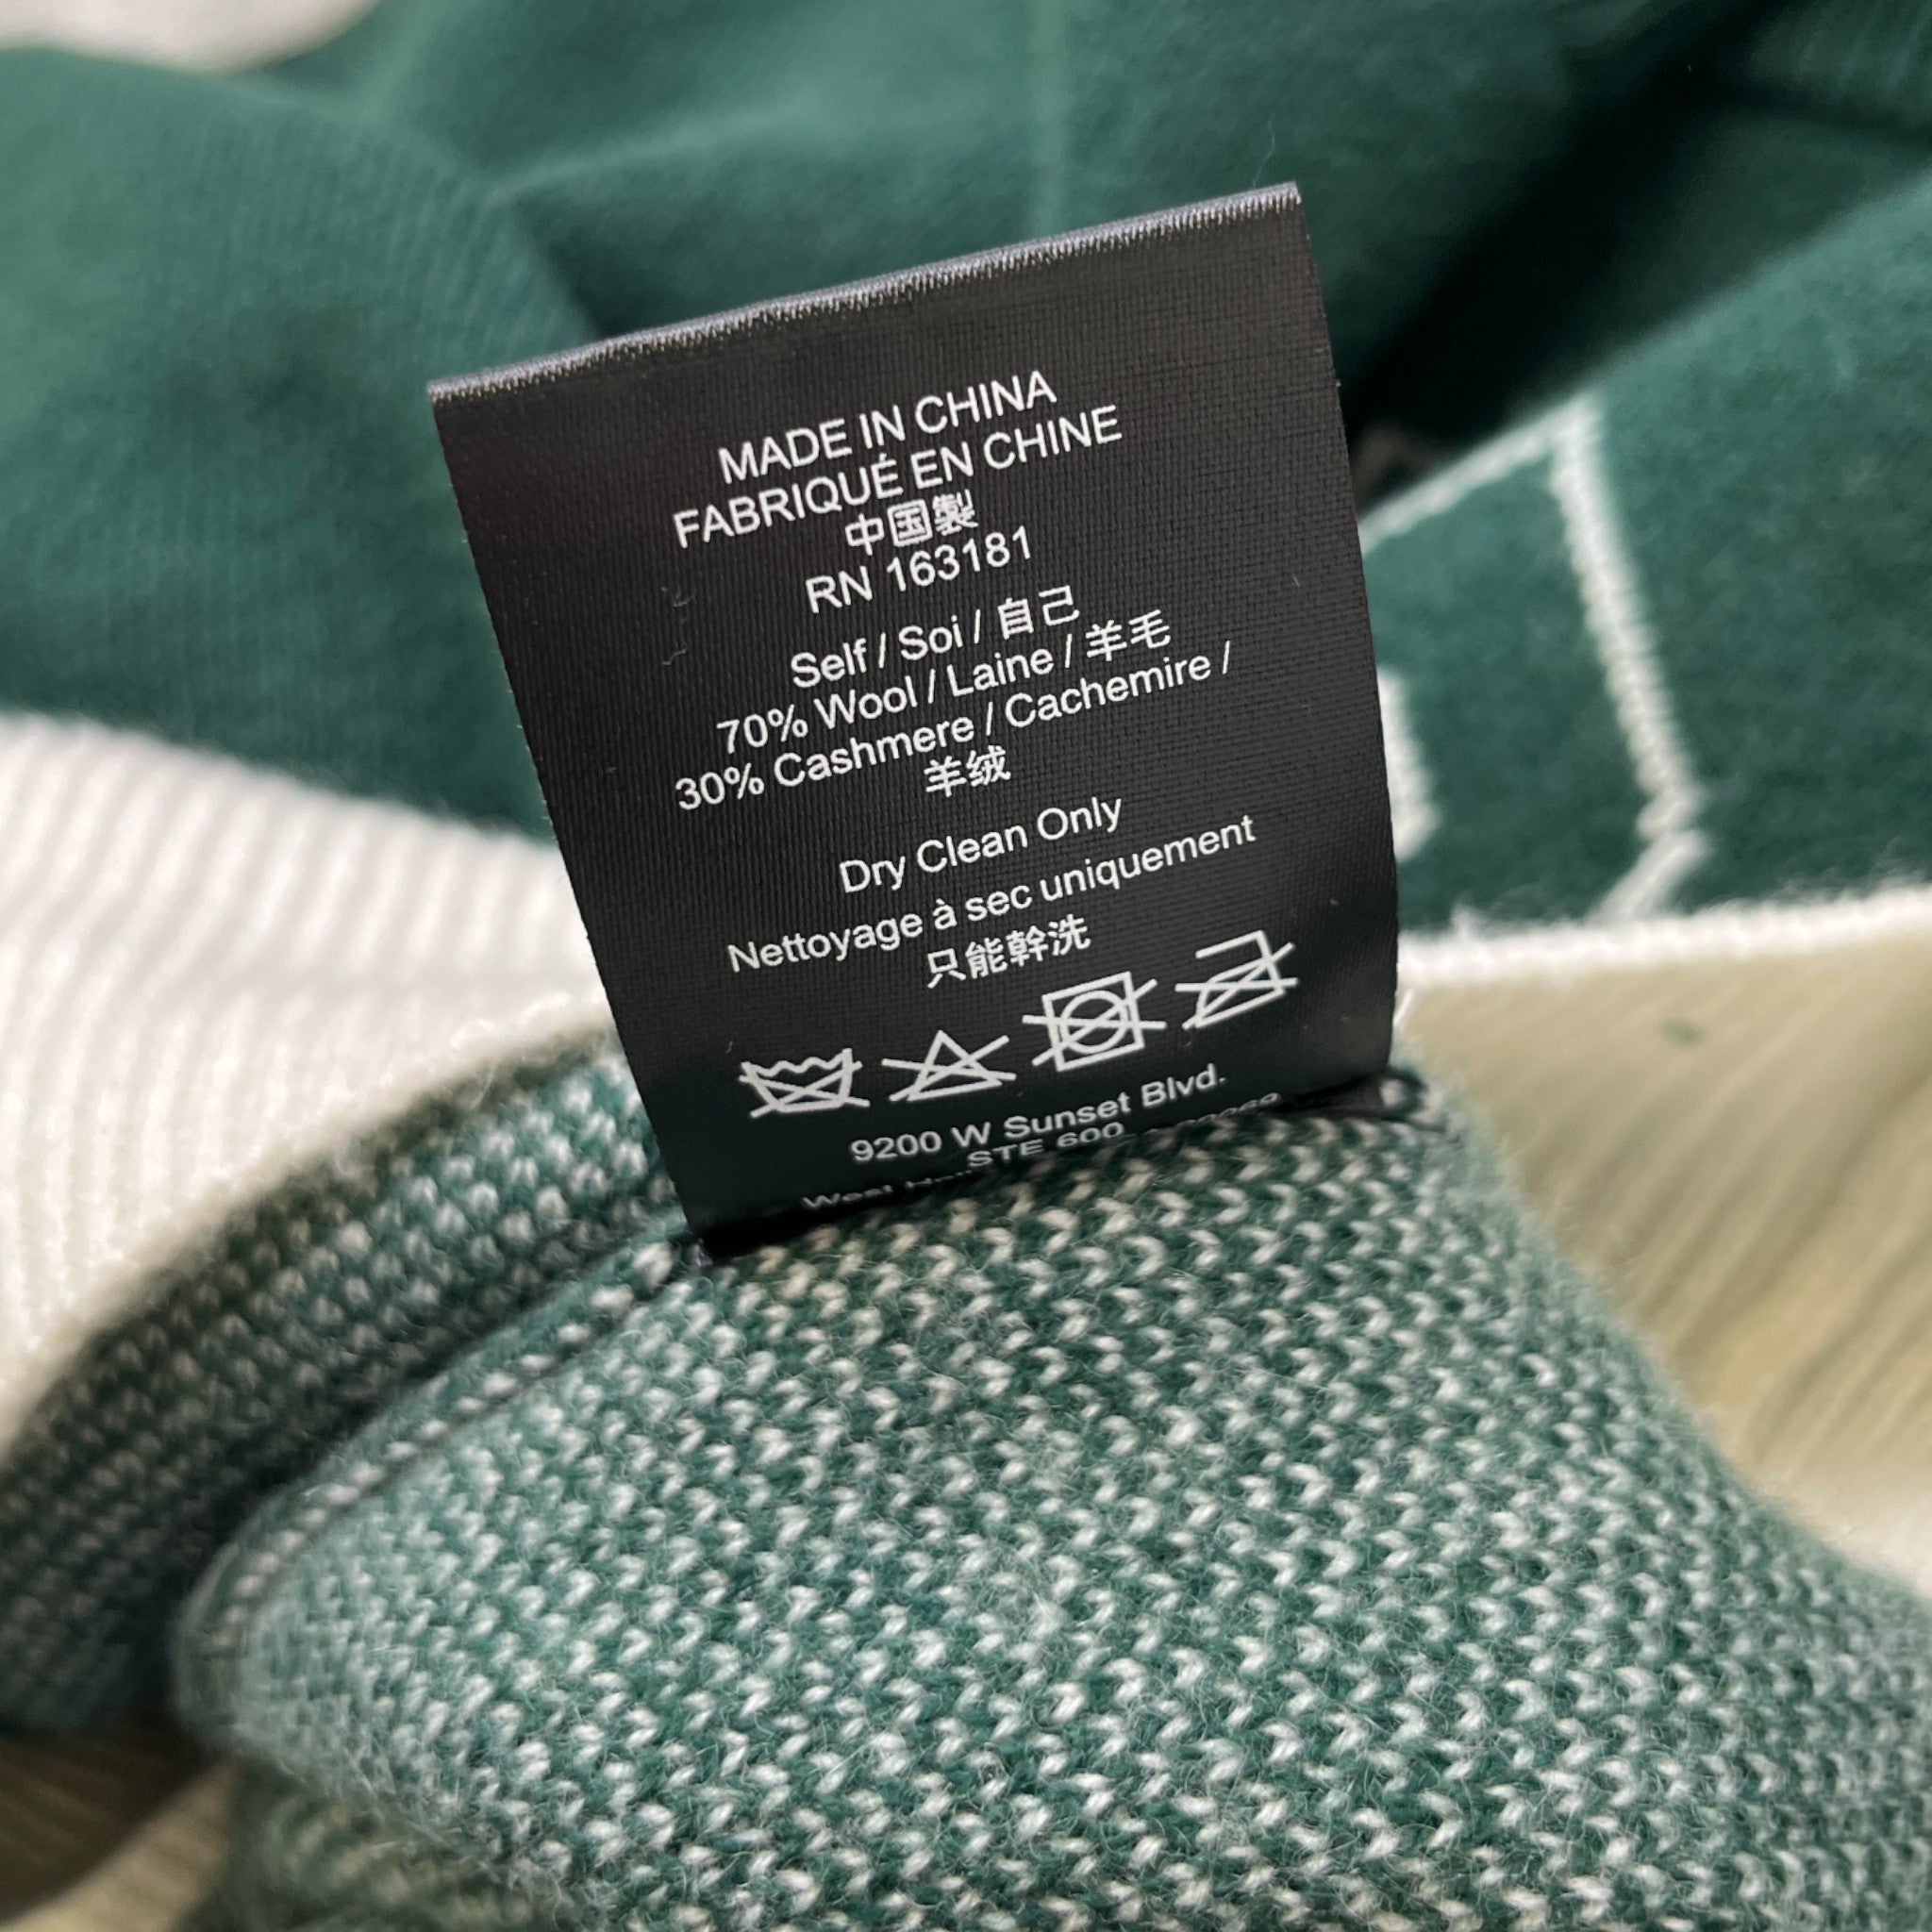 MADE IN CHINA
FABRIQUÉ EN CHINE
中国製
RN 163181
Self / Soi / 自己
70% Wool / Laine / 羊毛
30% Cashmere / Cachemire /
羊绒
Dry Clean Only
Nettoyage à sec uniquement
只能幹洗
9200 W Sunset Blvd.
STE 600
West